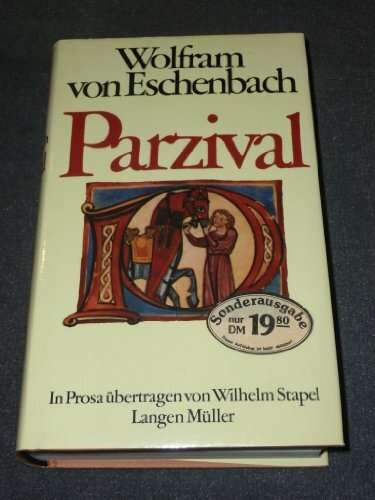 Wolfram
von Eschenbach
Parzival
Sonderausgabe
nur
DM 19 80
In Prosa übertragen von Wilhelm Stapel
Langen Müller